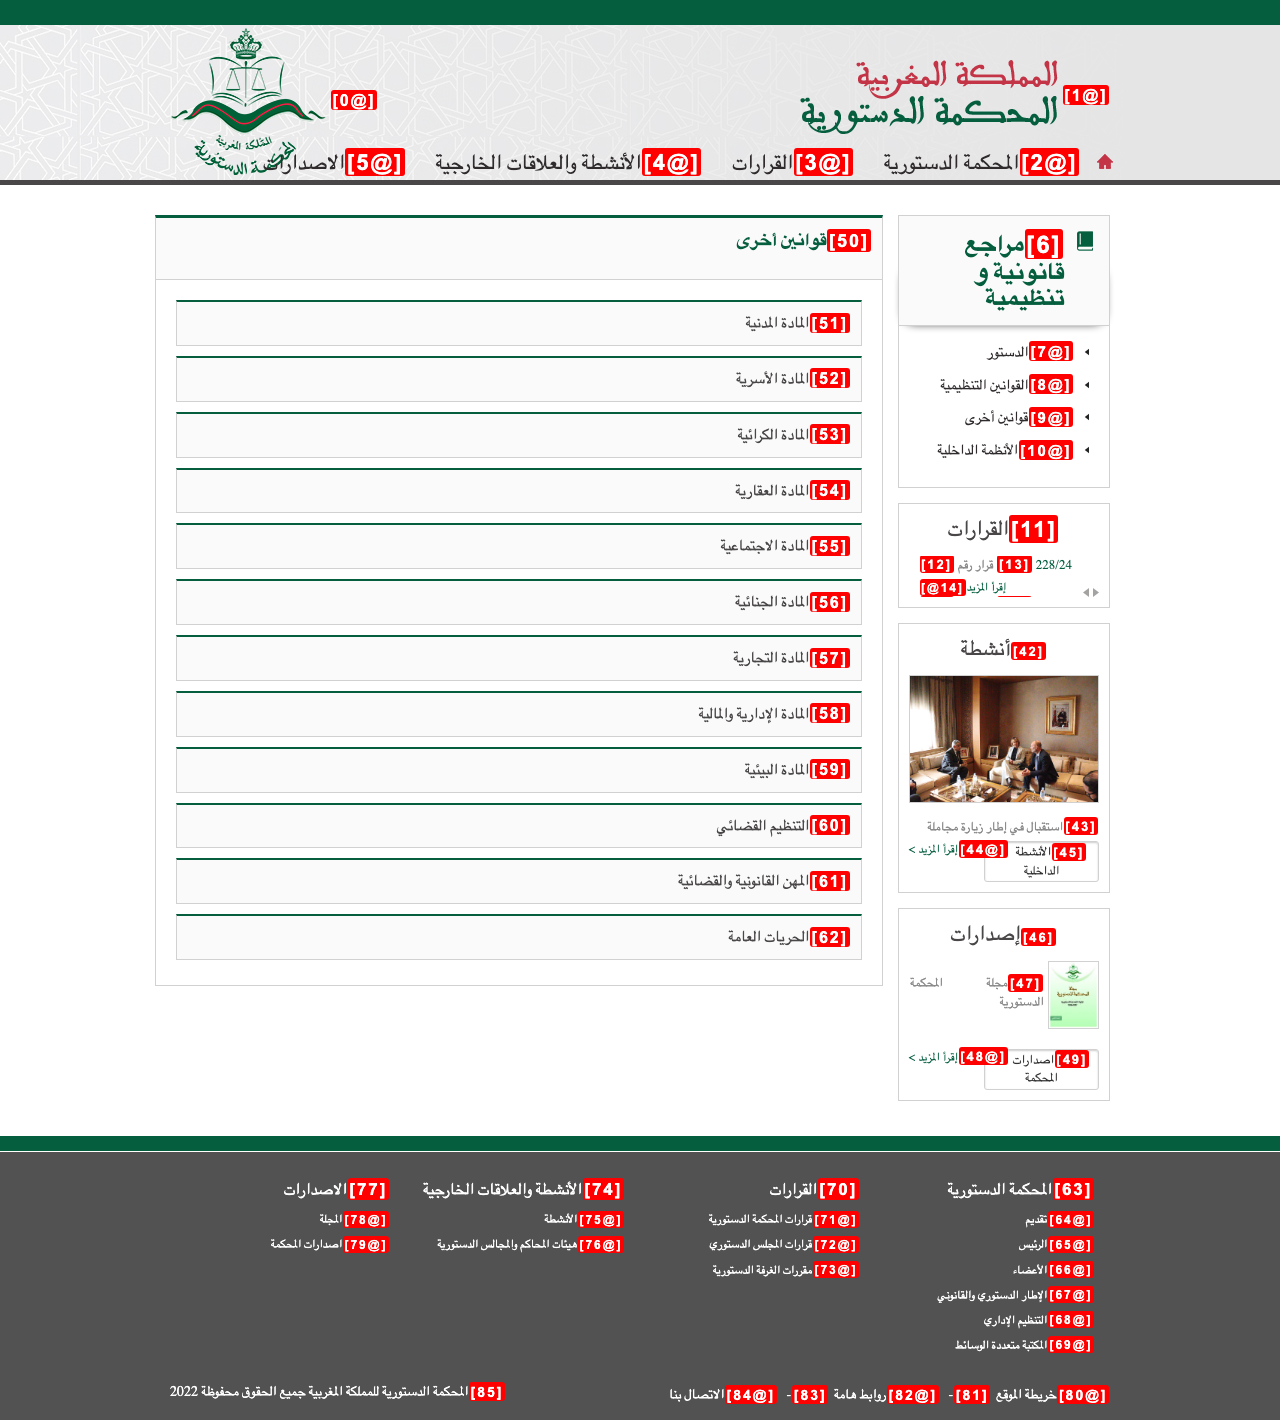 المملكة المغربية
[@1]
المحكمة الدستورية
[@0]
المملكة المغربية
المحكمة الدستورية
[@2]المحكمة الدستورية
[@3]القرارات
[@4]الأنشطة والعلاقات الخارجية
[@5]الاصدارات
[6]مراجع
قانونية و
تنظيمية
[@7]الدستور
[@8]القوانين التنظيمية
[@9]قوانين أخرى
[@10]الأنظمة الداخلية
[11]القرارات
[12] قرار رقم [13] 228/24
إقرأ المزيد[@14]
[42]أنشطة
[43]استقبال في إطار زيارة مجاملة
[45]الأنشطة
الداخلية
[@44]إقرأ المزيد >
[46]إصدارات
[47]مجلة المحكمة
الدستورية
[49]اصدارات
المحكمة
[@48]إقرأ المزيد >
[50]قوانين أخرى
[51]المادة المدنية
[52]المادة الأسرية
[53]المادة الكرائية
[54]المادة العقارية
[55]المادة الاجتماعية
[56]المادة الجنائية
[57]المادة التجارية
[58]المادة الإدارية والمالية
[59]المادة البيئية
[60]التنظيم القضائي
[61]المهن القانونية والقضائية
[62]الحريات العامة
[63]المحكمة الدستورية
[@64]تقديم
[@65]الرئيس
[@66]الأعضاء
[@67]الإطار الدستوري والقانوني
[@68]التنظيم الإداري
[@69]المكتبة متعددة الوسائط
[70]القرارات
[@71]قرارات المحكمة الدستورية
[@72]قرارات المجلس الدستوري
[@73]مقررات الغرفة الدستورية
[74]الأنشطة والعلاقات الخارجية
[@75]الأنشطة
[@76]هيئات المحاكم والمجالس الدستورية
[77]الاصدارات
[@78]المجلة
[@79]اصدارات المحكمة
[@80]خريطة الموقع [81]- [@82]روابط هامة [83]- [@84]الاتصال بنا
[85]المحكمة الدستورية للمملكة المغربية جميع الحقوق محفوظة 2022